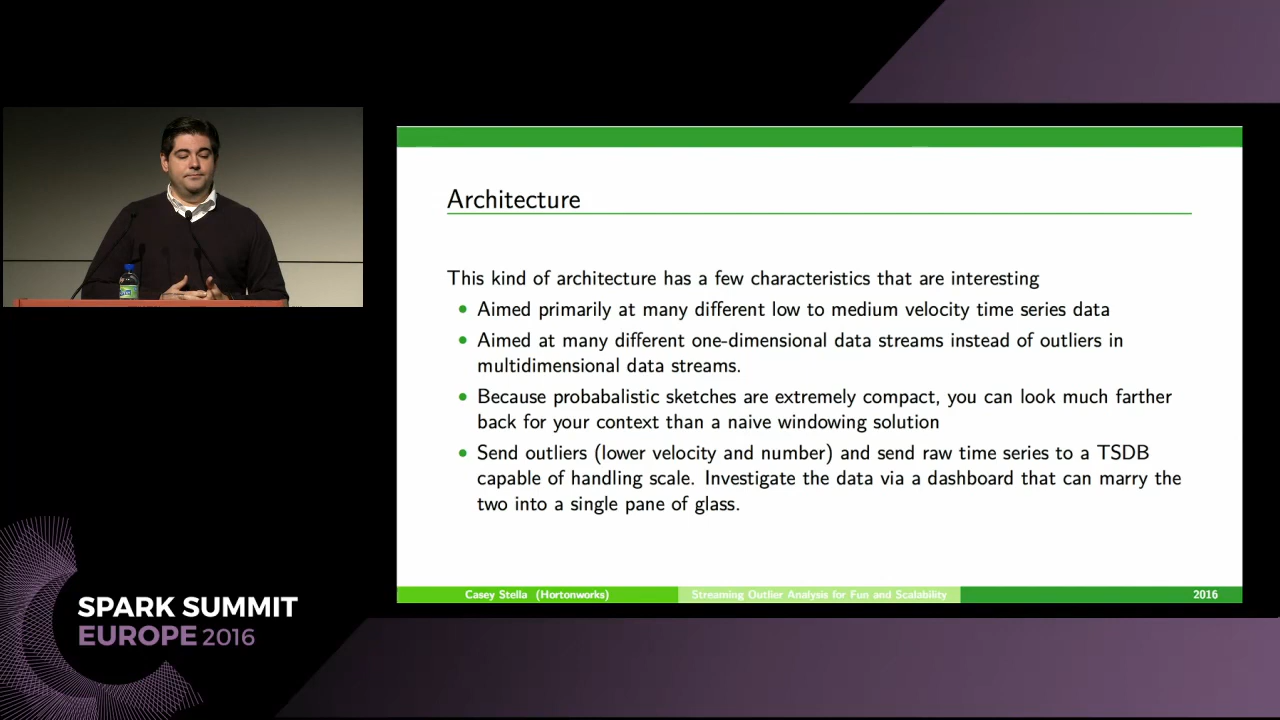 Architecture
This kind of architecture has a few characteristics that are interesting
Aimed primarily at many different low to medium velocity time series data
Aimed at many different one-dimensional data streams instead of outliers in
multidimensional data streams.
Because probabalistic sketches are extremely compact, you can look much farther
back for your context than a naive windowing solution
Send outliers (lower velocity and number) and send raw time series to a TSDB
capable of handling scale. Investigate the data via a dashboard that can marry the
two into a single pane of glass.
Casey Stella (Hortonworks)
Streaming Outlier Analysis for Fun and Scalability
2016
SPARK SUMMIT
EUROPE 2016